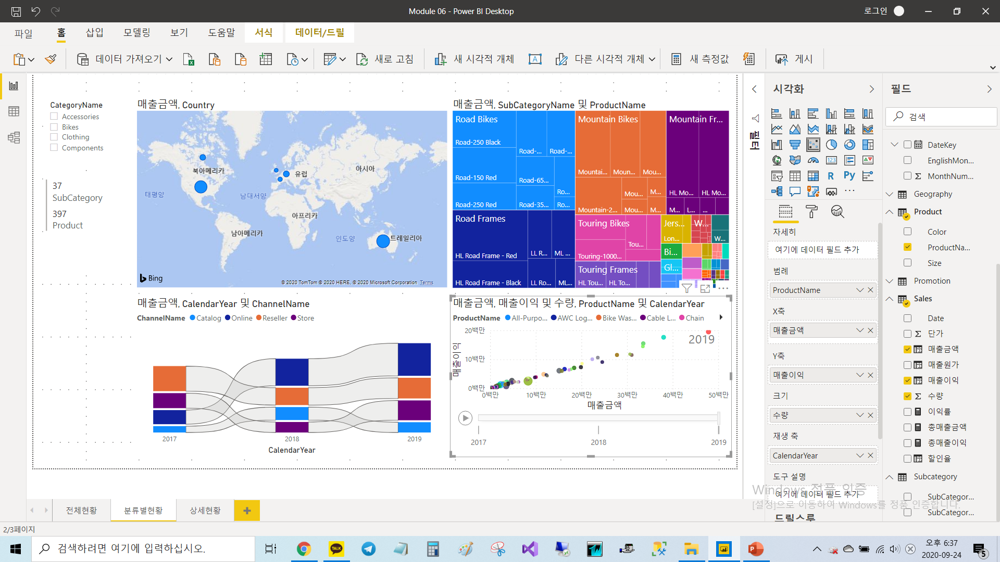 Module 06 - Power BI Desktop
로그인
파일
홈
삽입
모델링
보기
도움말
서식
데이터/드릴
데이터 가져오기
새로 고침
새 시각적 개체
다른 시각적 개체
새 측정값
게시
CategoryName
Accessories
Bikes
Clothing
Components
37
SubCategory
397
Product
매출금액, Country
북아메리카
유럽
아시아
태평양
남대서양
아프리카
남아메리카
인도양
트레일리아
Bing
© 2020 TomTom © 2020 HERE, © 2020 Microsoft Corporation Terms
매출금액, SubCategoryName 및 ProductName
Road Bikes
Road-250 Black
Road-...
Road-...
Road-150 Red
Road-65...
Ro...
Road-250 Red
Road-35...
Ro...
Road Frames
HL Road Frame - Red
LL R...
ML ...
HL Road Frame - Black
LL Ro...
ML...
Mountain Bikes
Mountai...
Moun...
Mou...
Mou...
M...
Mountain-2...
Mou...
M...
Mountain Fr...
HL Mo...
HL Mo...
M...
L...
...
Touring Bikes
Tou...
Touring-1000...
Touring Frames
HL Tou...
HL To...
Jers...
Lon...
W...
W...
Bi...
Gl...
매출금액, CalendarYear 및 ChannelName
ChannelName Catalog Online Reseller Store
2017
2018
2019
CalendarYear
매출금액, 매출이익 및 수량, ProductName 및 CalendarYear
ProductName All-Purpo... AWC Log... Bike Was... Cable L... Chain
20백만
10백만
0백만
매출이익
2019
0백만
10백만
20백만
30백만
40백만
50백만
매출금액
2017
2018
2019
필터
시각화
R
Py
자세히
여기에 데이터 필드 추가
범례
ProductName
X축
매출금액
Y축
매출이익
크기
수량
재생 축
CalendarYear
도구 설명
여기에 데이터 필드 추가
드릴스루
필드
검색
DateKey
EnglishMon...
MonthNum...
Geography
Product
Color
ProductNa...
Size
Promotion
Sales
Date
단가
매출금액
매출원가
매출이익
수량
이익률
총매출금액
총매출이익
할인율
Subcategory
SubCategor...
SubCategor...
Windows 정품 인증
[설정]으로 이동하여 Windows를 정품 인증합니다.
전체현황
분류별현황
상세현황
2/3페이지
검색하려면 여기에 입력하십시오.
TALK
오후 6:37
2020-09-24
5